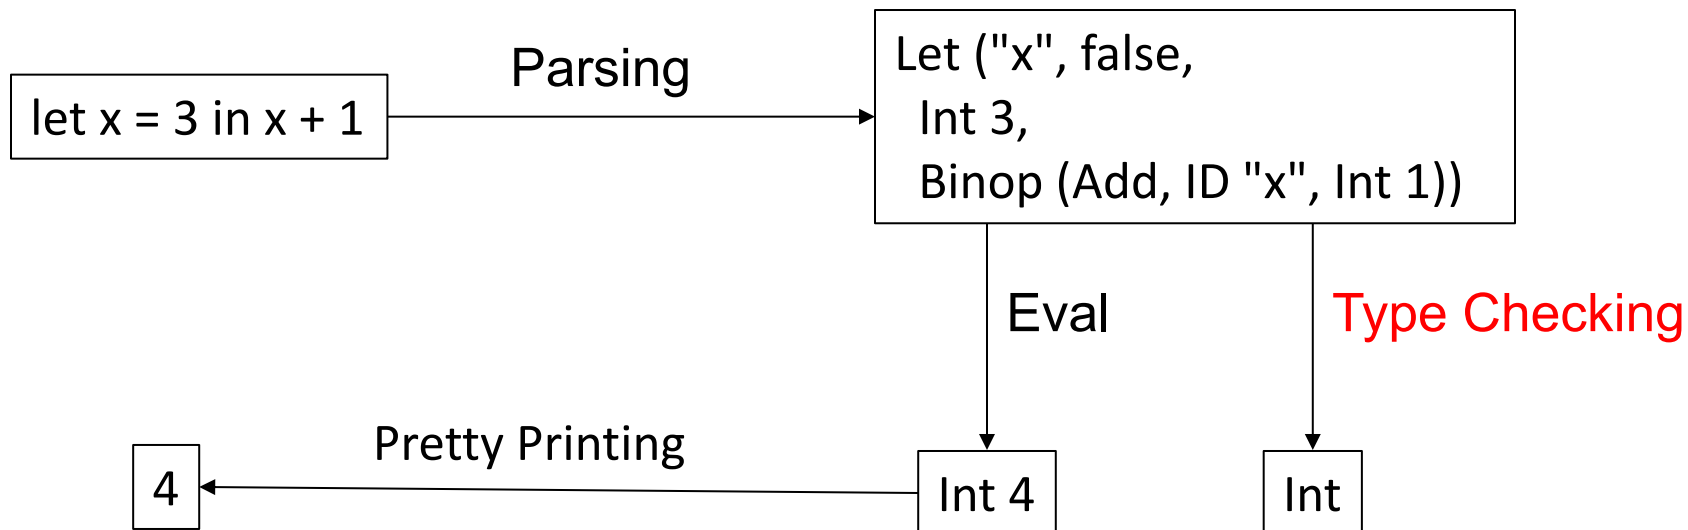 let x = 3 in x + 1
Parsing
Let ("x", false,
Int 3,
Binop (Add, ID "x", Int 1))
Eval
Type Checking
Pretty Printing
4
Int 4
Int